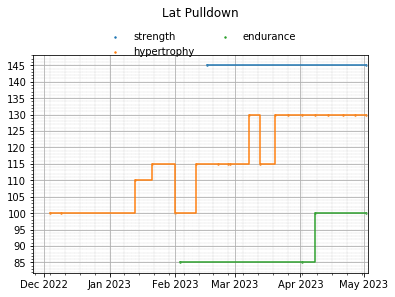 Lat Pulldown
strength
endurance
hypertrophy
145
135
130
125
120
115
110
105
100
95
90
85
Dec 2022
Jan 2023
Feb 2023
Mar 2023
Apr 2023
May 2023